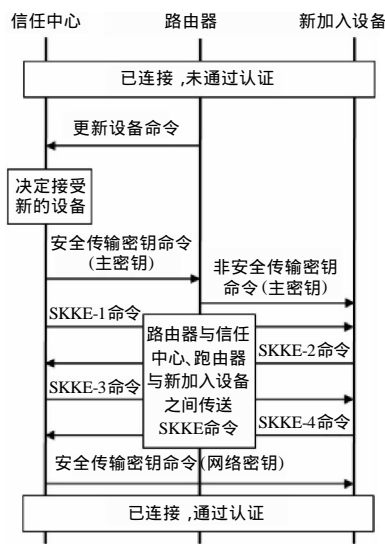 信任中心 路由器 新加入设备
已连接,未通过认证
更新设备命令
决定接受
新的设备
安全传输密钥命令
(主密钥)
非安全传输密钥
命令(主密钥)
SKKE-1命令
路由器与信任
中心、跑由器
与新加入设备
之间传送
SKKE命令
SKKE-2命令
SKKE-3命令
SKKE-4命令
安全传输密钥命令(网络密钥)
已连接,通过认证